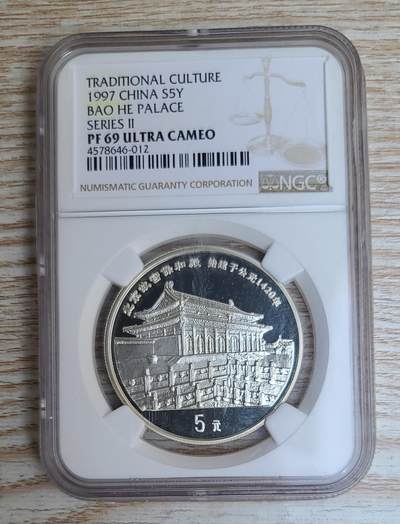 TRADITIONAL CULTURE
1997 CHINA S5Y
BAO HE PALACE
SERIES II
PF 69 ULTRA CAMEO
4578646-012
NUMISMATIC GUARANTY CORPORATION
NGC®
北京故宫保和殿 始建于公元1420年
5元